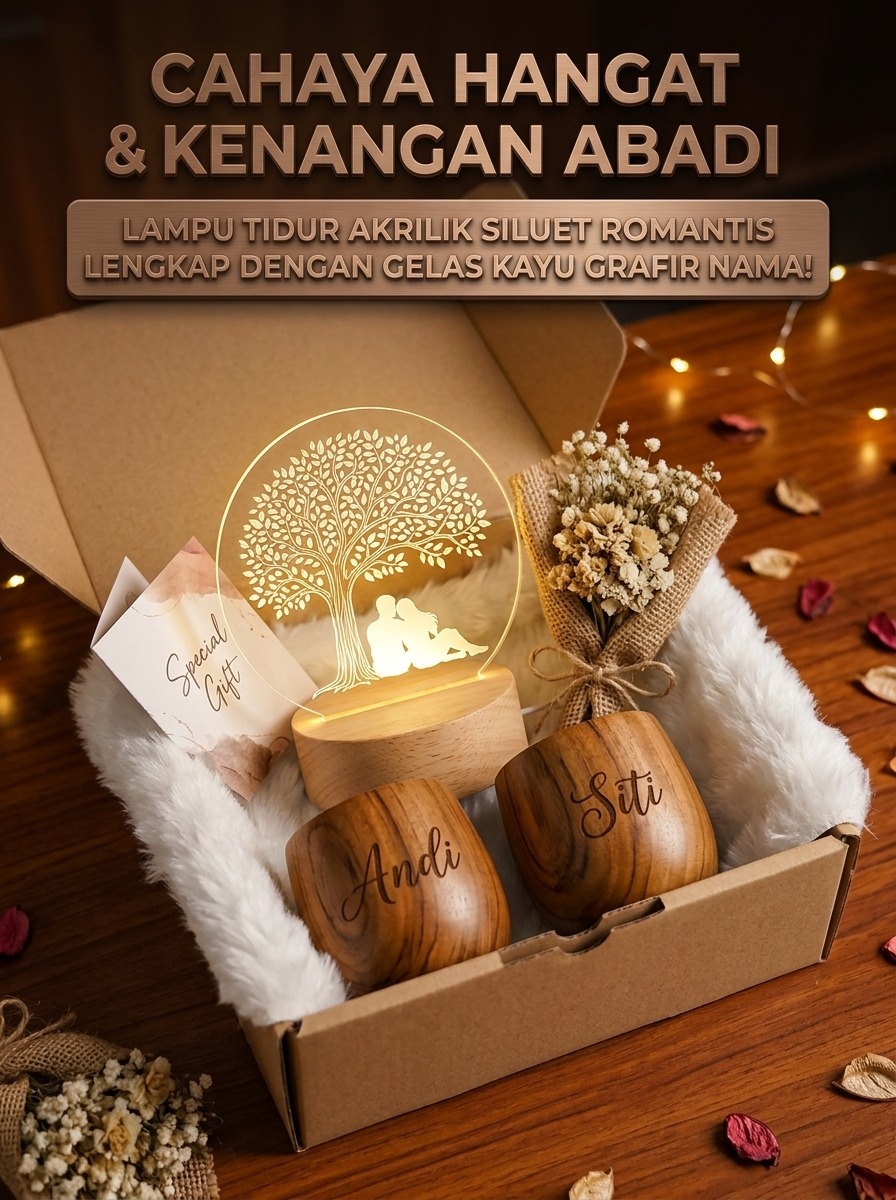 CAHAYA HANGAT
& KENANGAN ABADI
LAMPU TIDUR AKRILIK SILUET ROMANTIS
LENGKAP DENGAN GELAS KAYU GRAFIR NAMA!
Special
Gift
Andi
Siti